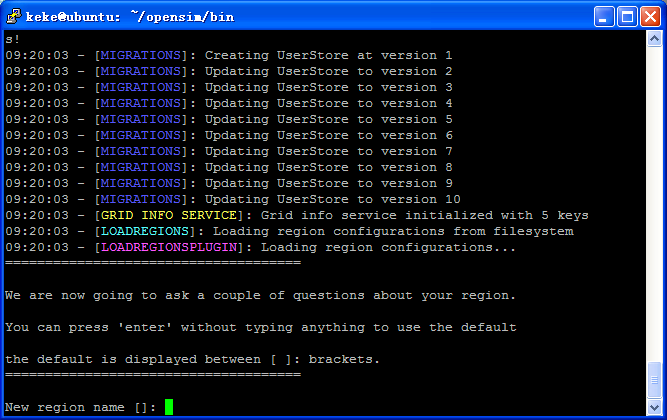 keke@ubuntu: ~/opensim/bin
s!
09:20:03 - [MIGRATIONS]: Creating UserStore at version 1
09:20:03 - [MIGRATIONS]: Updating UserStore to version 2
09:20:03 - [MIGRATIONS]: Updating UserStore to version 3
09:20:03 - [MIGRATIONS]: Updating UserStore to version 4
09:20:03 - [MIGRATIONS]: Updating UserStore to version 5
09:20:03 - [MIGRATIONS]: Updating UserStore to version 6
09:20:03 - [MIGRATIONS]: Updating UserStore to version 7
09:20:03 - [MIGRATIONS]: Updating UserStore to version 8
09:20:03 - [MIGRATIONS]: Updating UserStore to version 9
09:20:03 - [MIGRATIONS]: Updating UserStore to version 10
09:20:03 - [GRID INFO SERVICE]: Grid info service initialized with 5 keys
09:20:03 - [LOADREGIONS]: Loading region configurations from filesystem
09:20:03 - [LOADREGIONSPLUGIN]: Loading region configurations...
=====================================
We are now going to ask a couple of questions about your region.
You can press 'enter' without typing anything to use the default
the default is displayed between [ ]: brackets.
=====================================
New region name []: